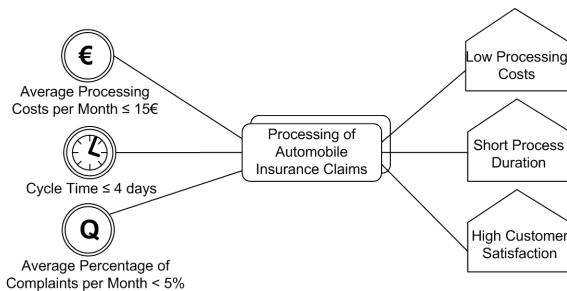 €
Average Processing
Costs per Month ≤ 15€
Cycle Time ≤ 4 days
Q
Average Percentage of
Complaints per Month < 5%
Processing of
Automobile
Insurance Claims
Low Processing
Costs
Short Process
Duration
High Customer
Satisfaction